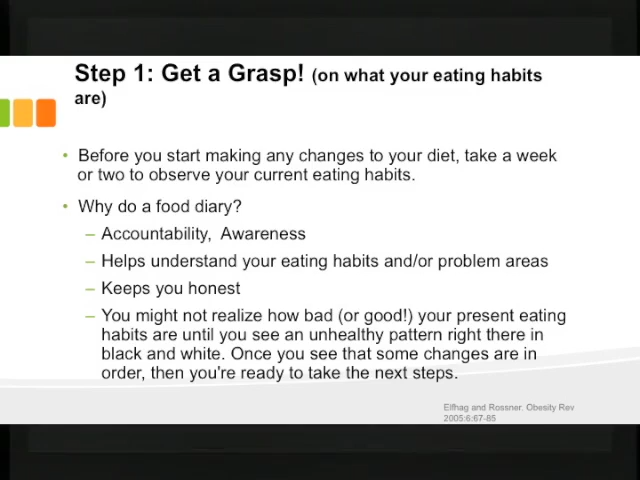 Step 1: Get a Grasp! (on what your eating habits
are)
• Before you start making any changes to your diet, take a week
or two to observe your current eating habits.
• Why do a food diary?
– Accountability, Awareness
– Helps understand your eating habits and/or problem areas
– Keeps you honest
– You might not realize how bad (or good!) your present eating
habits are until you see an unhealthy pattern right there in
black and white. Once you see that some changes are in
order, then you're ready to take the next steps.
Elfhag and Rossner. Obesity Rev
2005:6:67-85